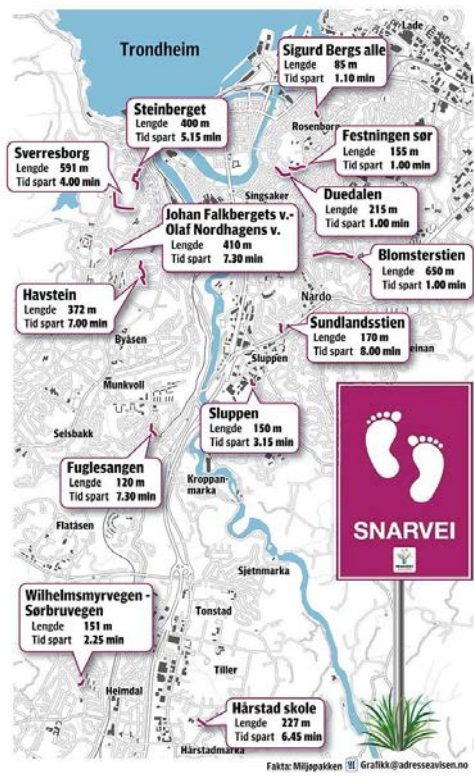 Lade
Trondheim
Sigurd Bergs alle
Lengde 85 m
Tid spart 1.10 min
Steinberget
Lengde 400 m
Tid spart 5.15 min
Rosenborg
Festningen sør
Lengde 155 m
Tid spart 1.00 min
Sverresborg
Lengde 591 m
Tid spart 4.00 min
Singsaker
Duedalen
Lengde 215 m
Tid spart 1.00 min
Johan Falkbergets v.-
Olaf Nordhagens v.
Lengde 410 m
Tid spart 7.30 min
Blomsterstien
Lengde 650 m
Tid spart 1.00 min
Havstein
Lengde 372 m
Tid spart 7.00 min
Nardo
Sundlandsstien
Lengde 170 m
Tid spart 8.00 min
Byåsen
Sluppen
Munkvoll
Sluppen
Lengde 150 m
Tid spart 3.15 min
Selsbakk
Fuglesangen
Lengde 120 m
Tid spart 7.30 min
Kroppan-
marka
SNARVEI
Flatåsen
Sjetnmarka
Wilhelmsmyrvegen -
Sørbruvegen
Lengde 151 m
Tid spart 2.25 min
Tonstad
Tiller
Heimdal
Hårstad skole
Lengde 227 m
Tid spart 6.45 min
Hårstadmarka
Fakta: Miljøpakken Grafikk@adresseavisen.no